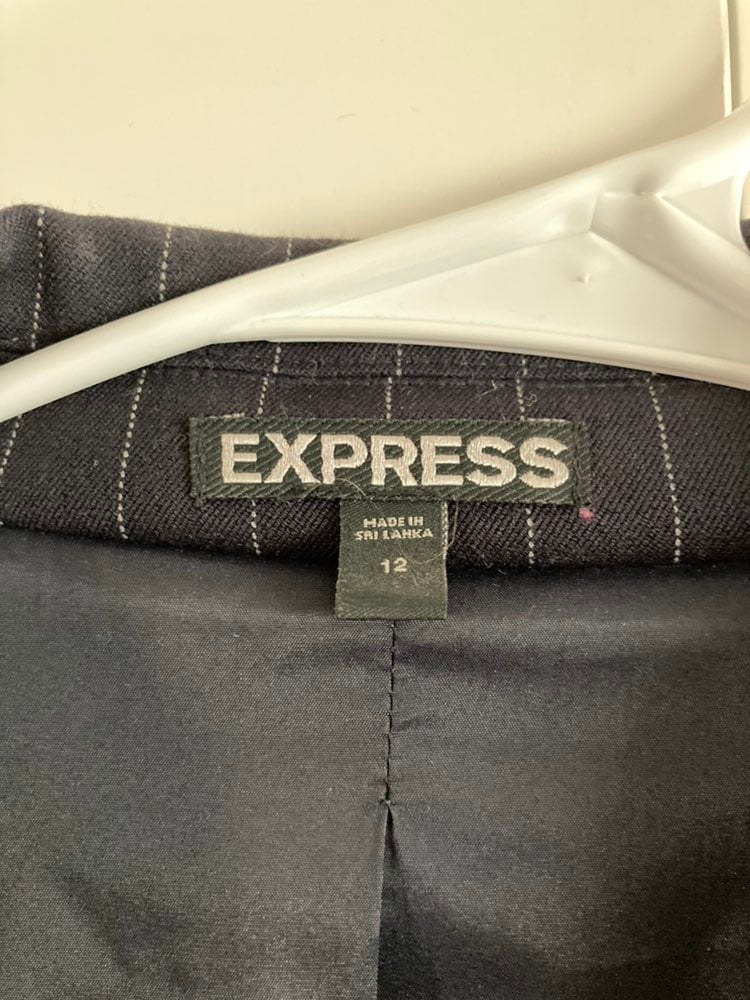 EXPRESS
MADE IN
SRI LANKA
12